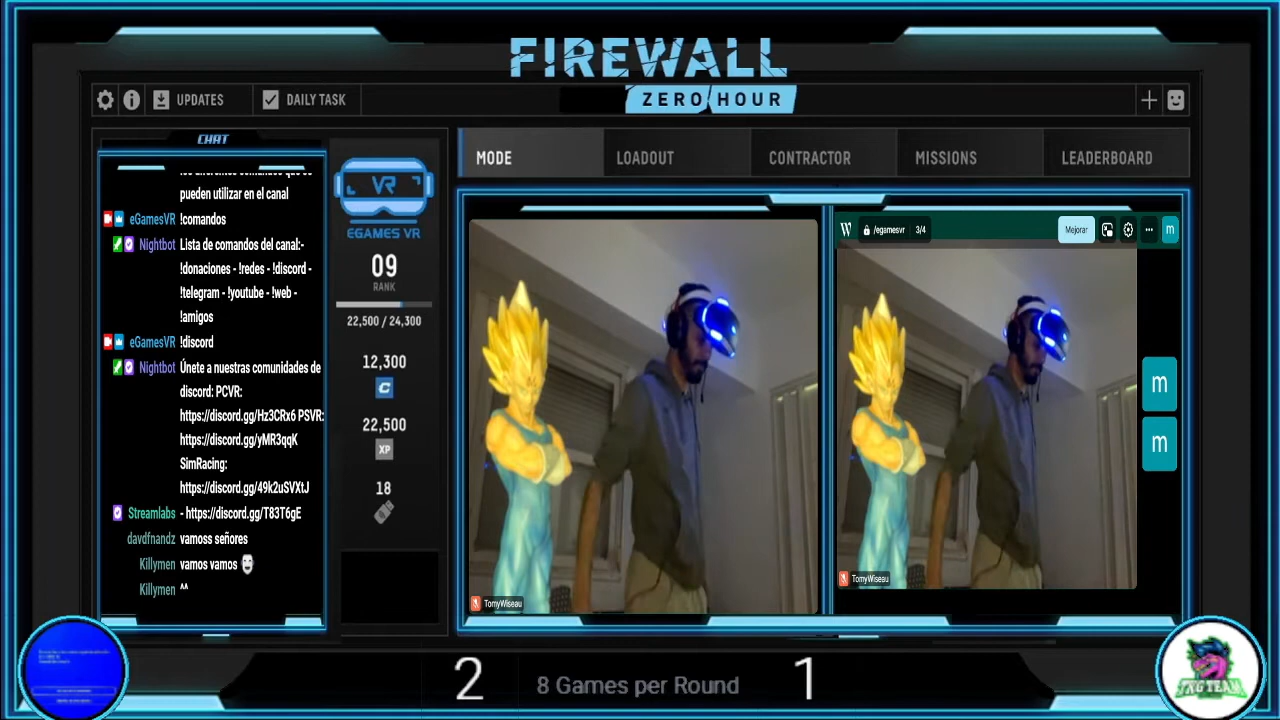 FIREWALL
ZERO HOUR
UPDATES
DAILY TASK
CHAT
pueden utilizar en el canal
eGamesVR !comandos
Nightbot Lista de comandos del canal:-
!donaciones - !redes - !discord -
!telegram - !youtube - !web -
!amigos
eGamesVR !discord
Nightbot Únete a nuestras comunidades de
discord: PCVR:
https://discord.gg/Hz3CRx6 PSVR:
https://discord.gg/yMR3qqK
SimRacing:
https://discord.gg/49k2uSVXtJ
Streamlabs - https://discord.gg/T83T6gE
davdfnandz vamoss señores
Killymen vamos vamos
Killymen ^^
VR
EGAMES VR
09
RANK
22,500 / 24,300
12,300
C
22,500
XP
18
MODE
LOADOUT
CONTRACTOR
MISSIONS
LEADERBOARD
TomyWiseau
W /egamesvr 3/4
Mejorar
m
m
m
TomyWiseau
2
8 Games per Round
1